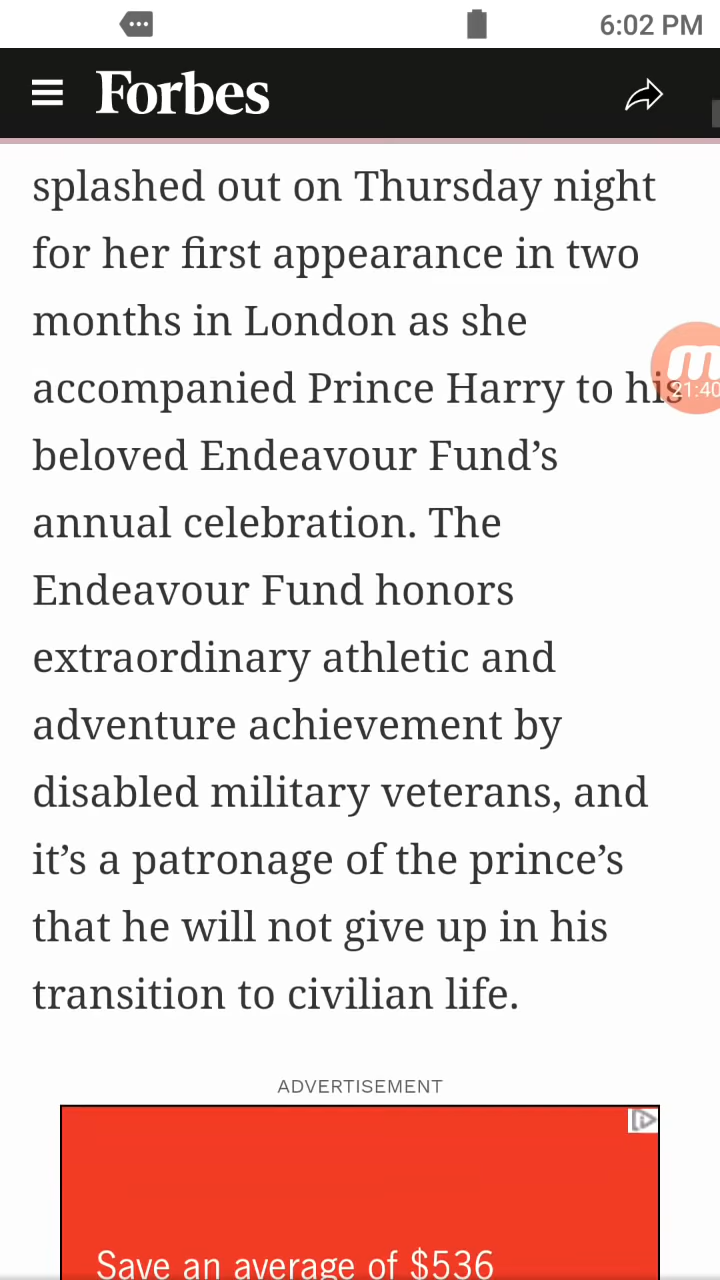 6:02 PM
Forbes
splashed out on Thursday night
for her first appearance in two
months in London as she
accompanied Prince Harry to his
21:40
beloved Endeavour Fund’s
annual celebration. The
Endeavour Fund honors
extraordinary athletic and
adventure achievement by
disabled military veterans, and
it’s a patronage of the prince’s
that he will not give up in his
transition to civilian life.
ADVERTISEMENT
Save an average of $536